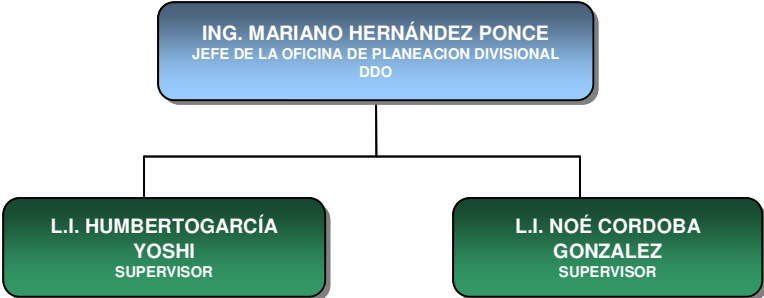 ING. MARIANO HERNÁNDEZ PONCE
JEFE DE LA OFICINA DE PLANEACION DIVISIONAL
DDO
L.I. HUMBERTOGARCÍA
YOSHI
SUPERVISOR
L.I. NOÉ CORDOBA
GONZALEZ
SUPERVISOR